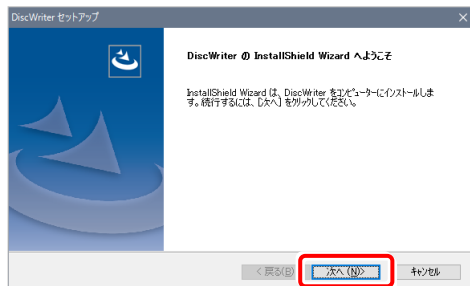 DiscWriter セットアップ
DiscWriter の InstallShield Wizard へようこそ
InstallShield Wizard は、DiscWriter をコンピューターにインストールしま
す。続行するには、[次へ] をクリックしてください。
< 戻る(B)
次へ (N)>
キャンセル